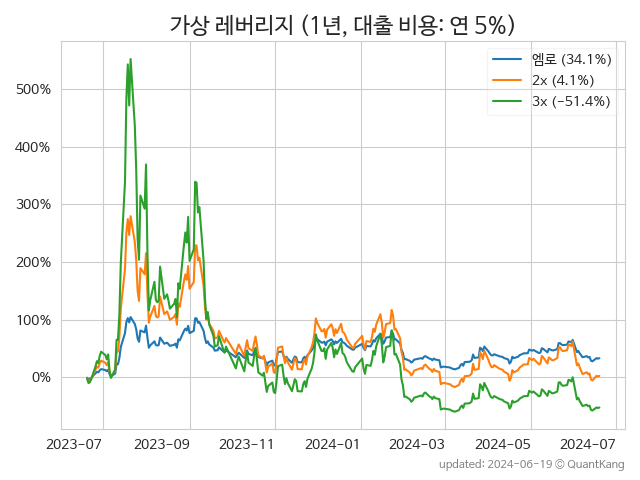 가상 레버리지 (1년, 대출 비용: 연 5%)
엠로 (34.1%)
2x (4.1%)
3x (−51.4%)
500%
400%
300%
200%
100%
0%
2023-07 2023-09 2023-11 2024-01 2024-03 2024-05 2024-07
updated: 2024-06-19 © QuantKang